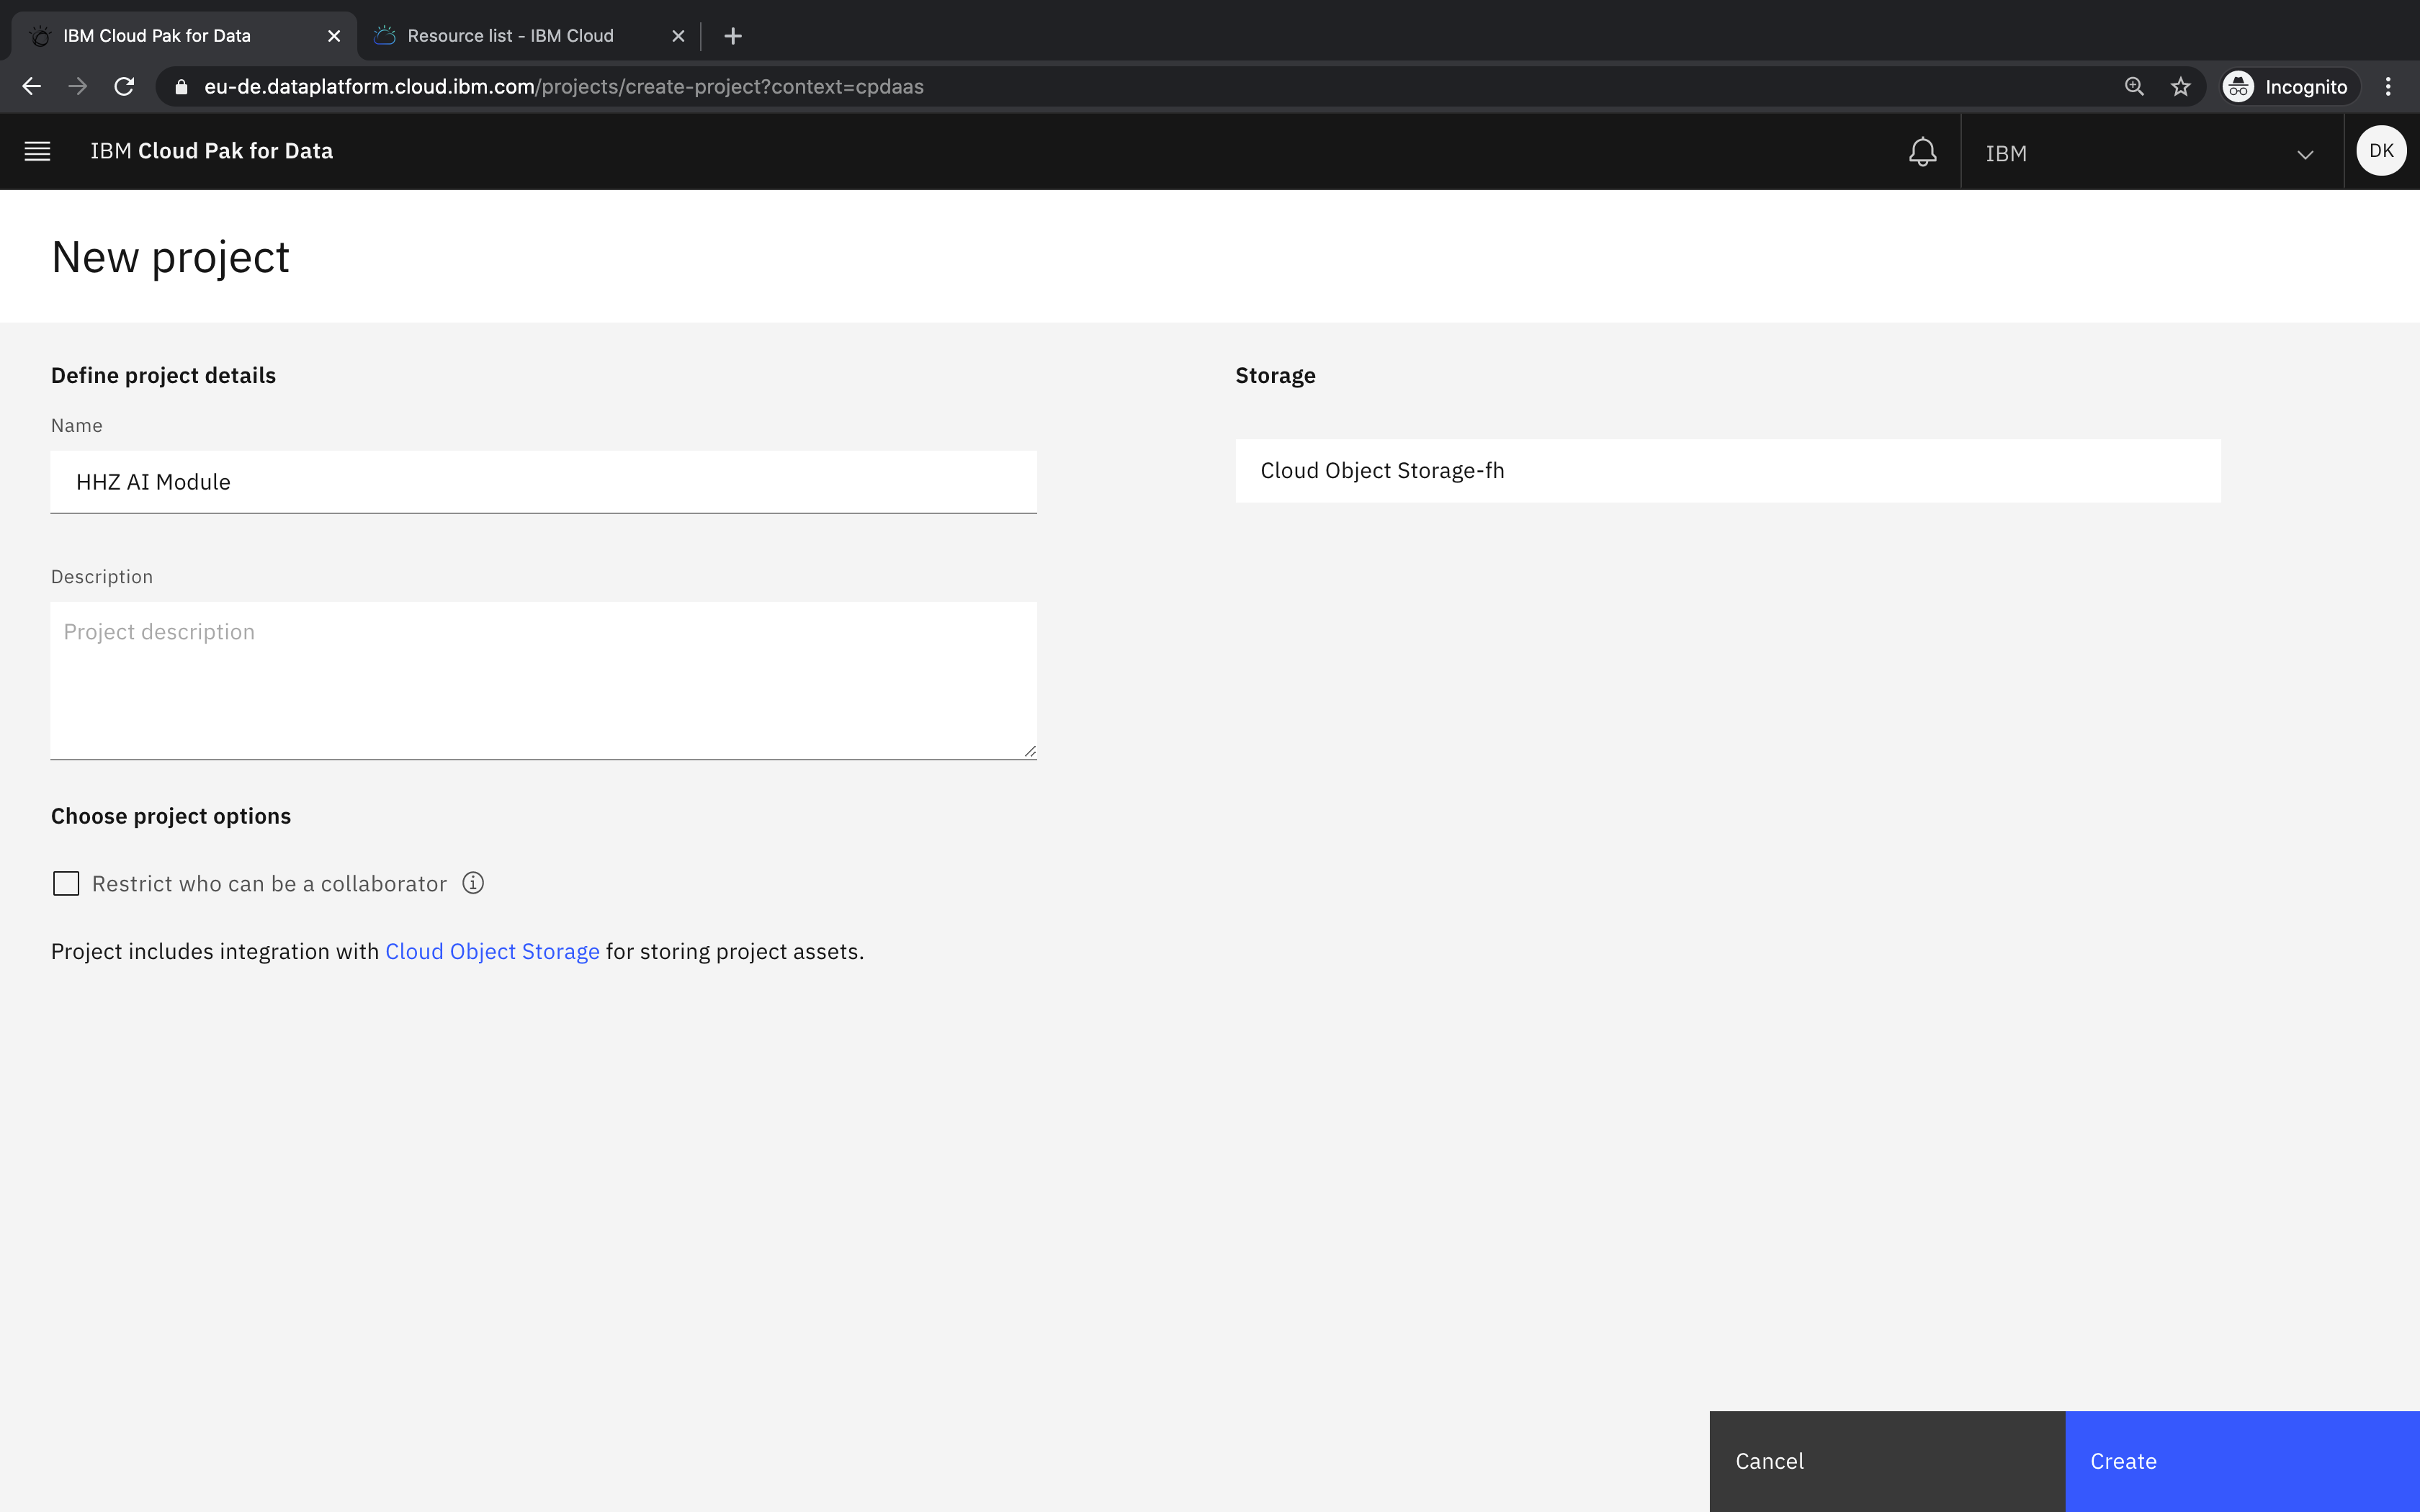 IBM Cloud Pak for Data
Resource list - IBM Cloud
eu-de.dataplatform.cloud.ibm.com/projects/create-project?context=cpdaas
Incognito
IBM Cloud Pak for Data
IBM
DK
New project
Define project details
Storage
Name
HHZ AI Module
Cloud Object Storage-fh
Description
Project description
Choose project options
Restrict who can be a collaborator
Project includes integration with Cloud Object Storage for storing project assets.
Cancel
Create